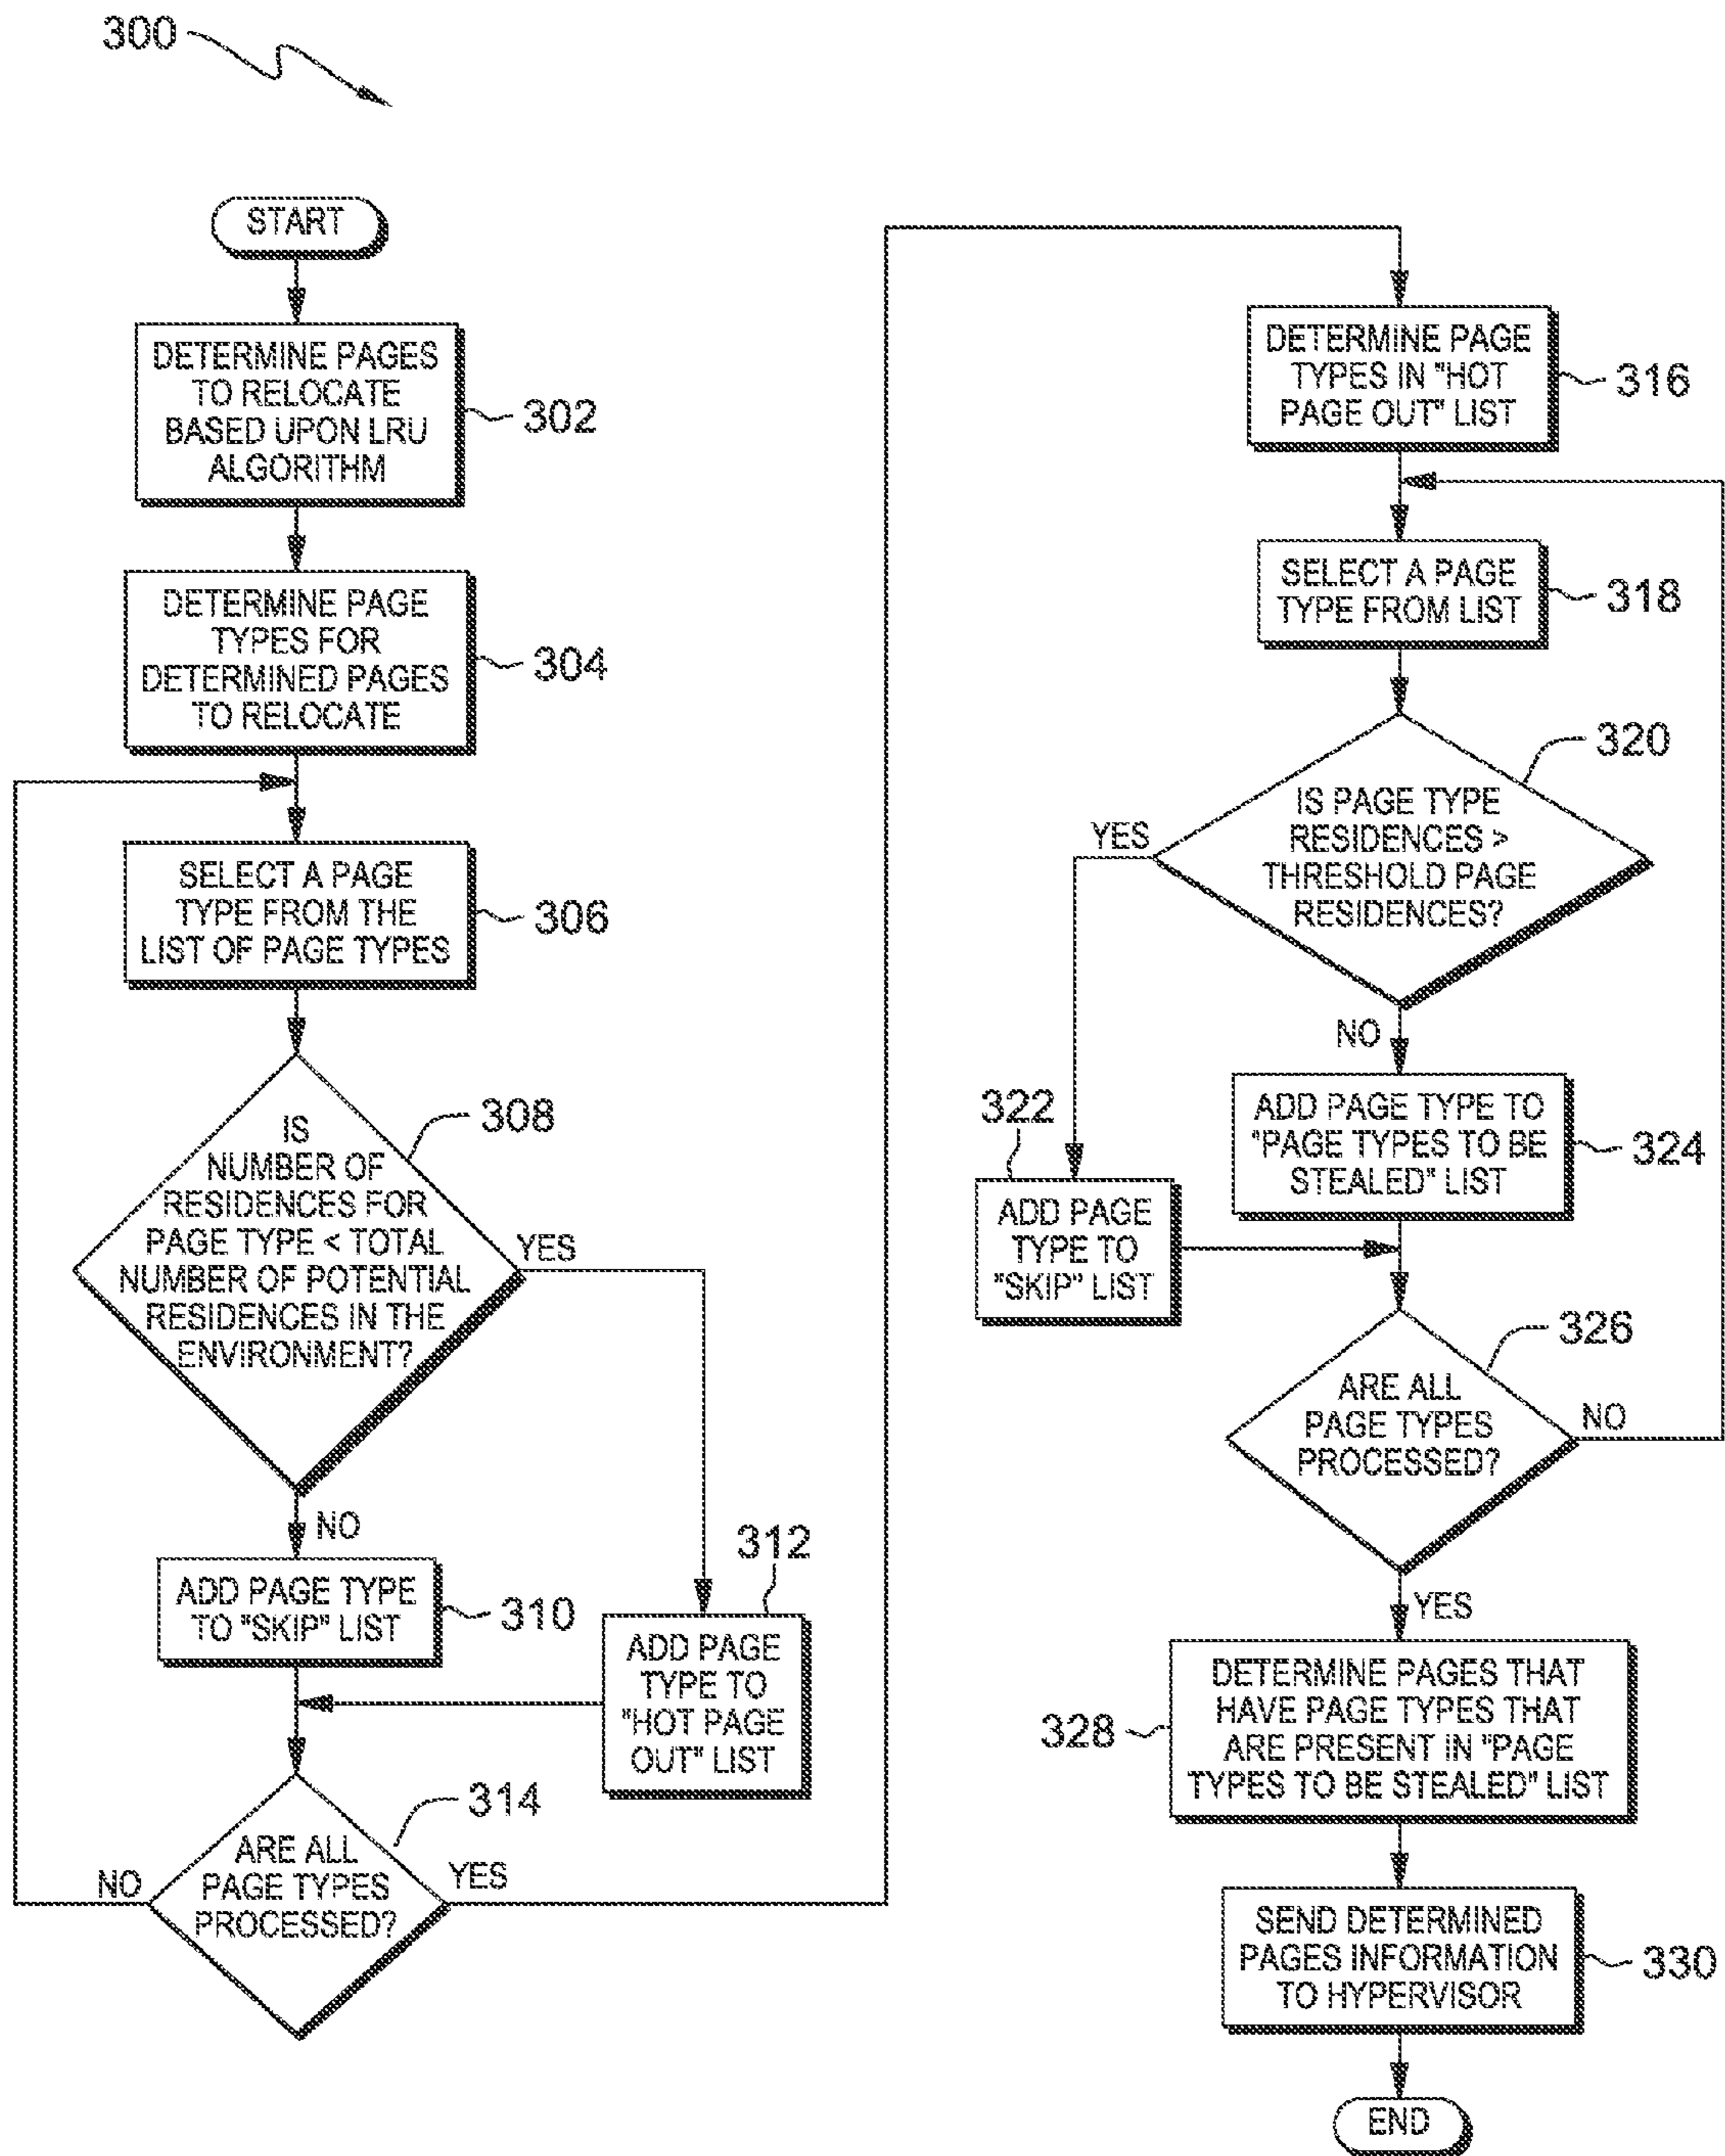 300
START
DETERMINE PAGES
TO RELOCATE
BASED UPON LRU
ALGORITHM
302
DETERMINE PAGE
TYPES FOR
DETERMINED PAGES
TO RELOCATE
304
SELECT A PAGE
TYPE FROM THE
LIST OF PAGE TYPES
306
IS
NUMBER OF
RESIDENCES FOR
PAGE TYPE < TOTAL
NUMBER OF POTENTIAL
RESIDENCES IN THE
ENVIRONMENT?
308
YES
NO
ADD PAGE TYPE
TO "SKIP" LIST
310
312
ADD PAGE
TYPE TO
"HOT PAGE
OUT" LIST
314
ARE ALL
PAGE TYPES
PROCESSED?
NO
YES
DETERMINE PAGE
TYPES IN "HOT
PAGE OUT" LIST
316
SELECT A PAGE
TYPE FROM LIST
318
320
IS PAGE TYPE
RESIDENCES >
THRESHOLD PAGE
RESIDENCES?
YES
NO
322
ADD PAGE
TYPE TO
"SKIP" LIST
ADD PAGE TYPE TO
"PAGE TYPES TO BE
STEALED" LIST
324
326
ARE ALL
PAGE TYPES
PROCESSED?
NO
YES
328
DETERMINE PAGES THAT
HAVE PAGE TYPES THAT
ARE PRESENT IN "PAGE
TYPES TO BE STEALED" LIST
SEND DETERMINED
PAGES INFORMATION
TO HYPERVISOR
330
END